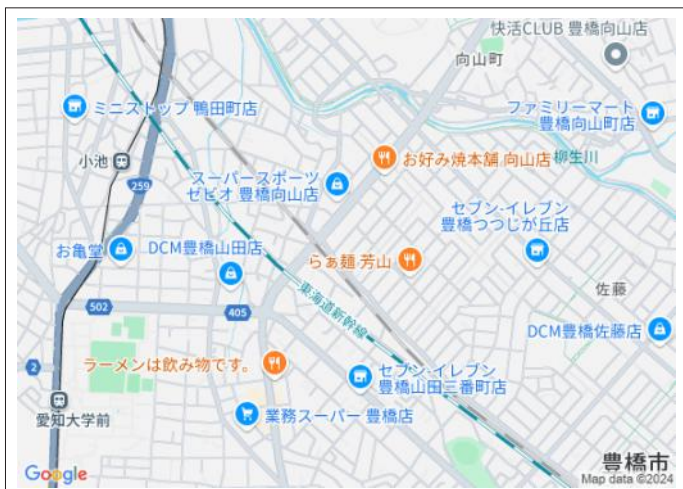 快活CLUB 豊橋向山店
向山町
ミニストップ 鴨田町店
ファミリーマート
豊橋向山町店
小池
お好み焼本舗 向山店
柳生川
259
スーパースポーツ
ゼビオ 豊橋向山店
セブン-イレブン
豊橋つつじが丘店
お亀堂
DCM豊橋山田店
らぁ麺 芳山
佐藤
東海道新幹線
502
405
DCM豊橋佐藤店
2
ラーメンは飲み物です。
セブン-イレブン
豊橋山田三番町店
愛知大学前
業務スーパー 豊橋店
豊橋市
Google
Map data ©2024